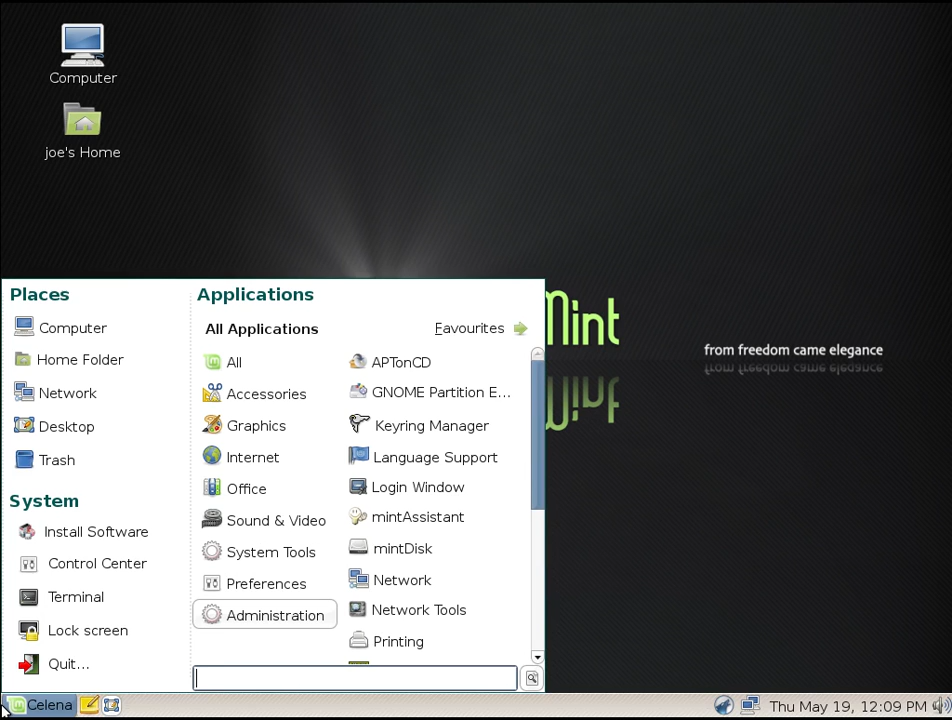 Computer
joe's Home
Mint
from freedom came elegance
Places
Computer
Home Folder
Network
Desktop
Trash
System
Install Software
Control Center
Terminal
Lock screen
Quit...
Applications
All Applications
Favourites
All
Accessories
Graphics
Internet
Office
Sound & Video
System Tools
Preferences
Administration
APTonCD
GNOME Partition E...
Keyring Manager
Language Support
Login Window
mintAssistant
mintDisk
Network
Network Tools
Printing
Celena
Thu May 19, 12:09 PM